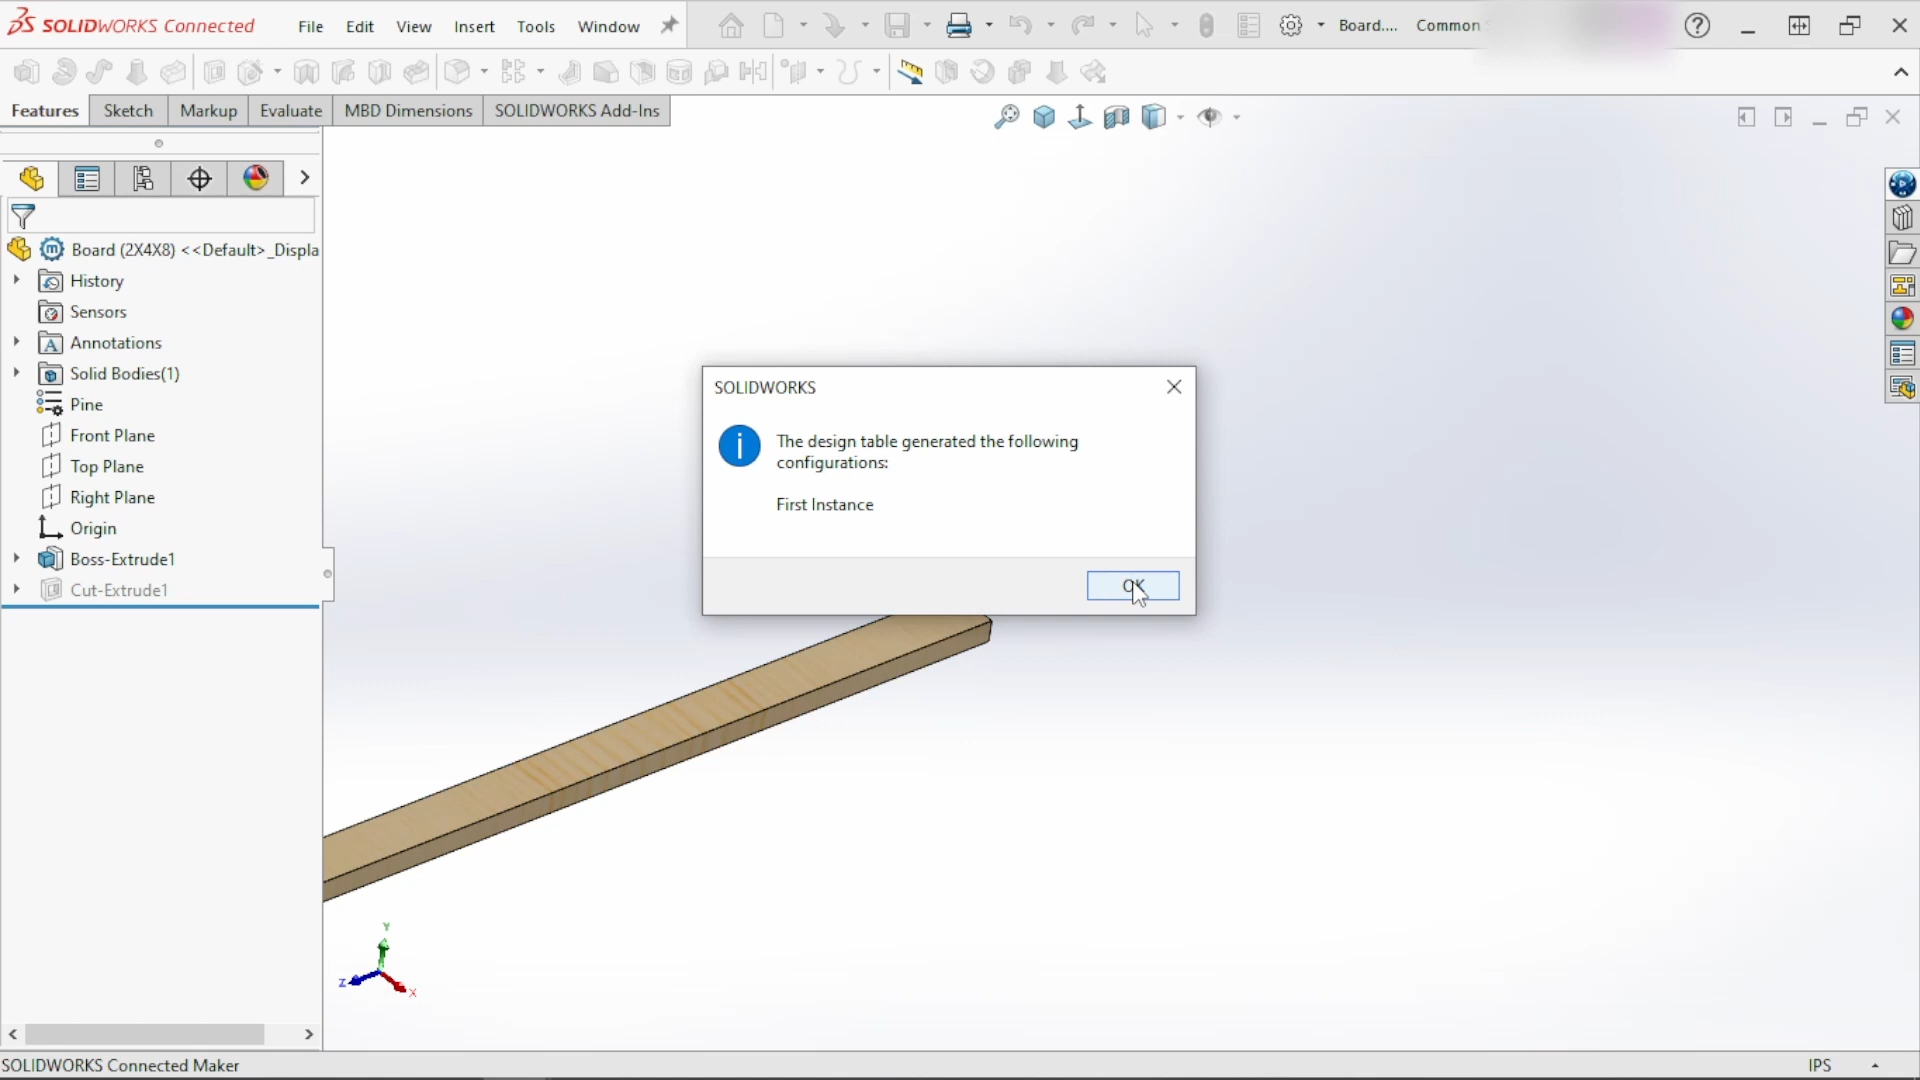 SOLIDWORKS Connected
File Edit View Insert Tools Window
Board.... Common
Features Sketch Markup Evaluate MBD Dimensions SOLIDWORKS Add-Ins
Board (2X4X8) <<Default>_Displa
History
Sensors
Annotations
Solid Bodies(1)
Pine
Front Plane
Top Plane
Right Plane
Origin
Boss-Extrude1
Cut-Extrude1
SOLIDWORKS
The design table generated the following
configurations:
First Instance
OK
Y
Z
X
SOLIDWORKS Connected Maker
IPS